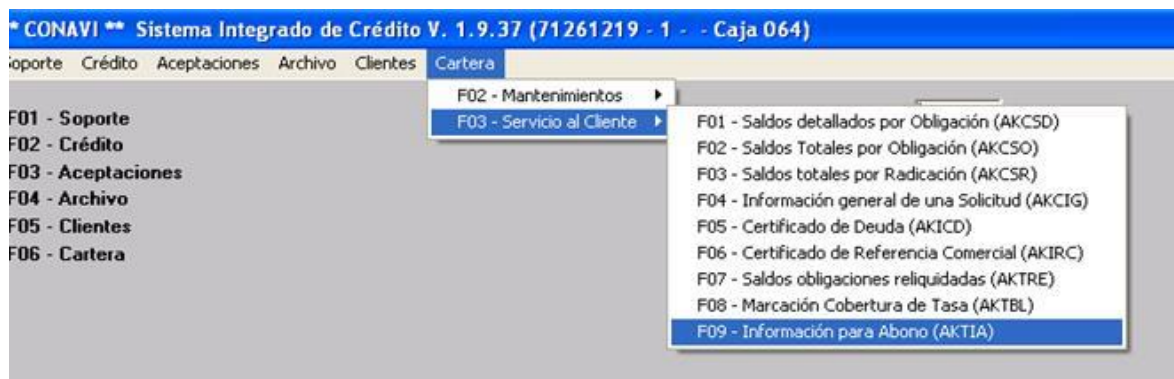 * CONAVI ** Sistema Integrado de Crédito V. 1.9.37 (71261219 - 1 - - Caja 064)
Soporte Crédito Aceptaciones Archivo Clientes Cartera
F02 - Mantenimientos
F03 - Servicio al Cliente
F01 - Saldos detallados por Obligación (AKCSD)
F02 - Saldos Totales por Obligación (AKCSO)
F03 - Saldos totales por Radicación (AKCSR)
F04 - Información general de una Solicitud (AKCIG)
F05 - Certificado de Deuda (AKICD)
F06 - Certificado de Referencia Comercial (AKIRC)
F07 - Saldos obligaciones reliquidadas (AKTRE)
F08 - Marcación Cobertura de Tasa (AKTBL)
F09 - Información para Abono (AKTIA)
F01 - Soporte
F02 - Crédito
F03 - Aceptaciones
F04 - Archivo
F05 - Clientes
F06 - Cartera